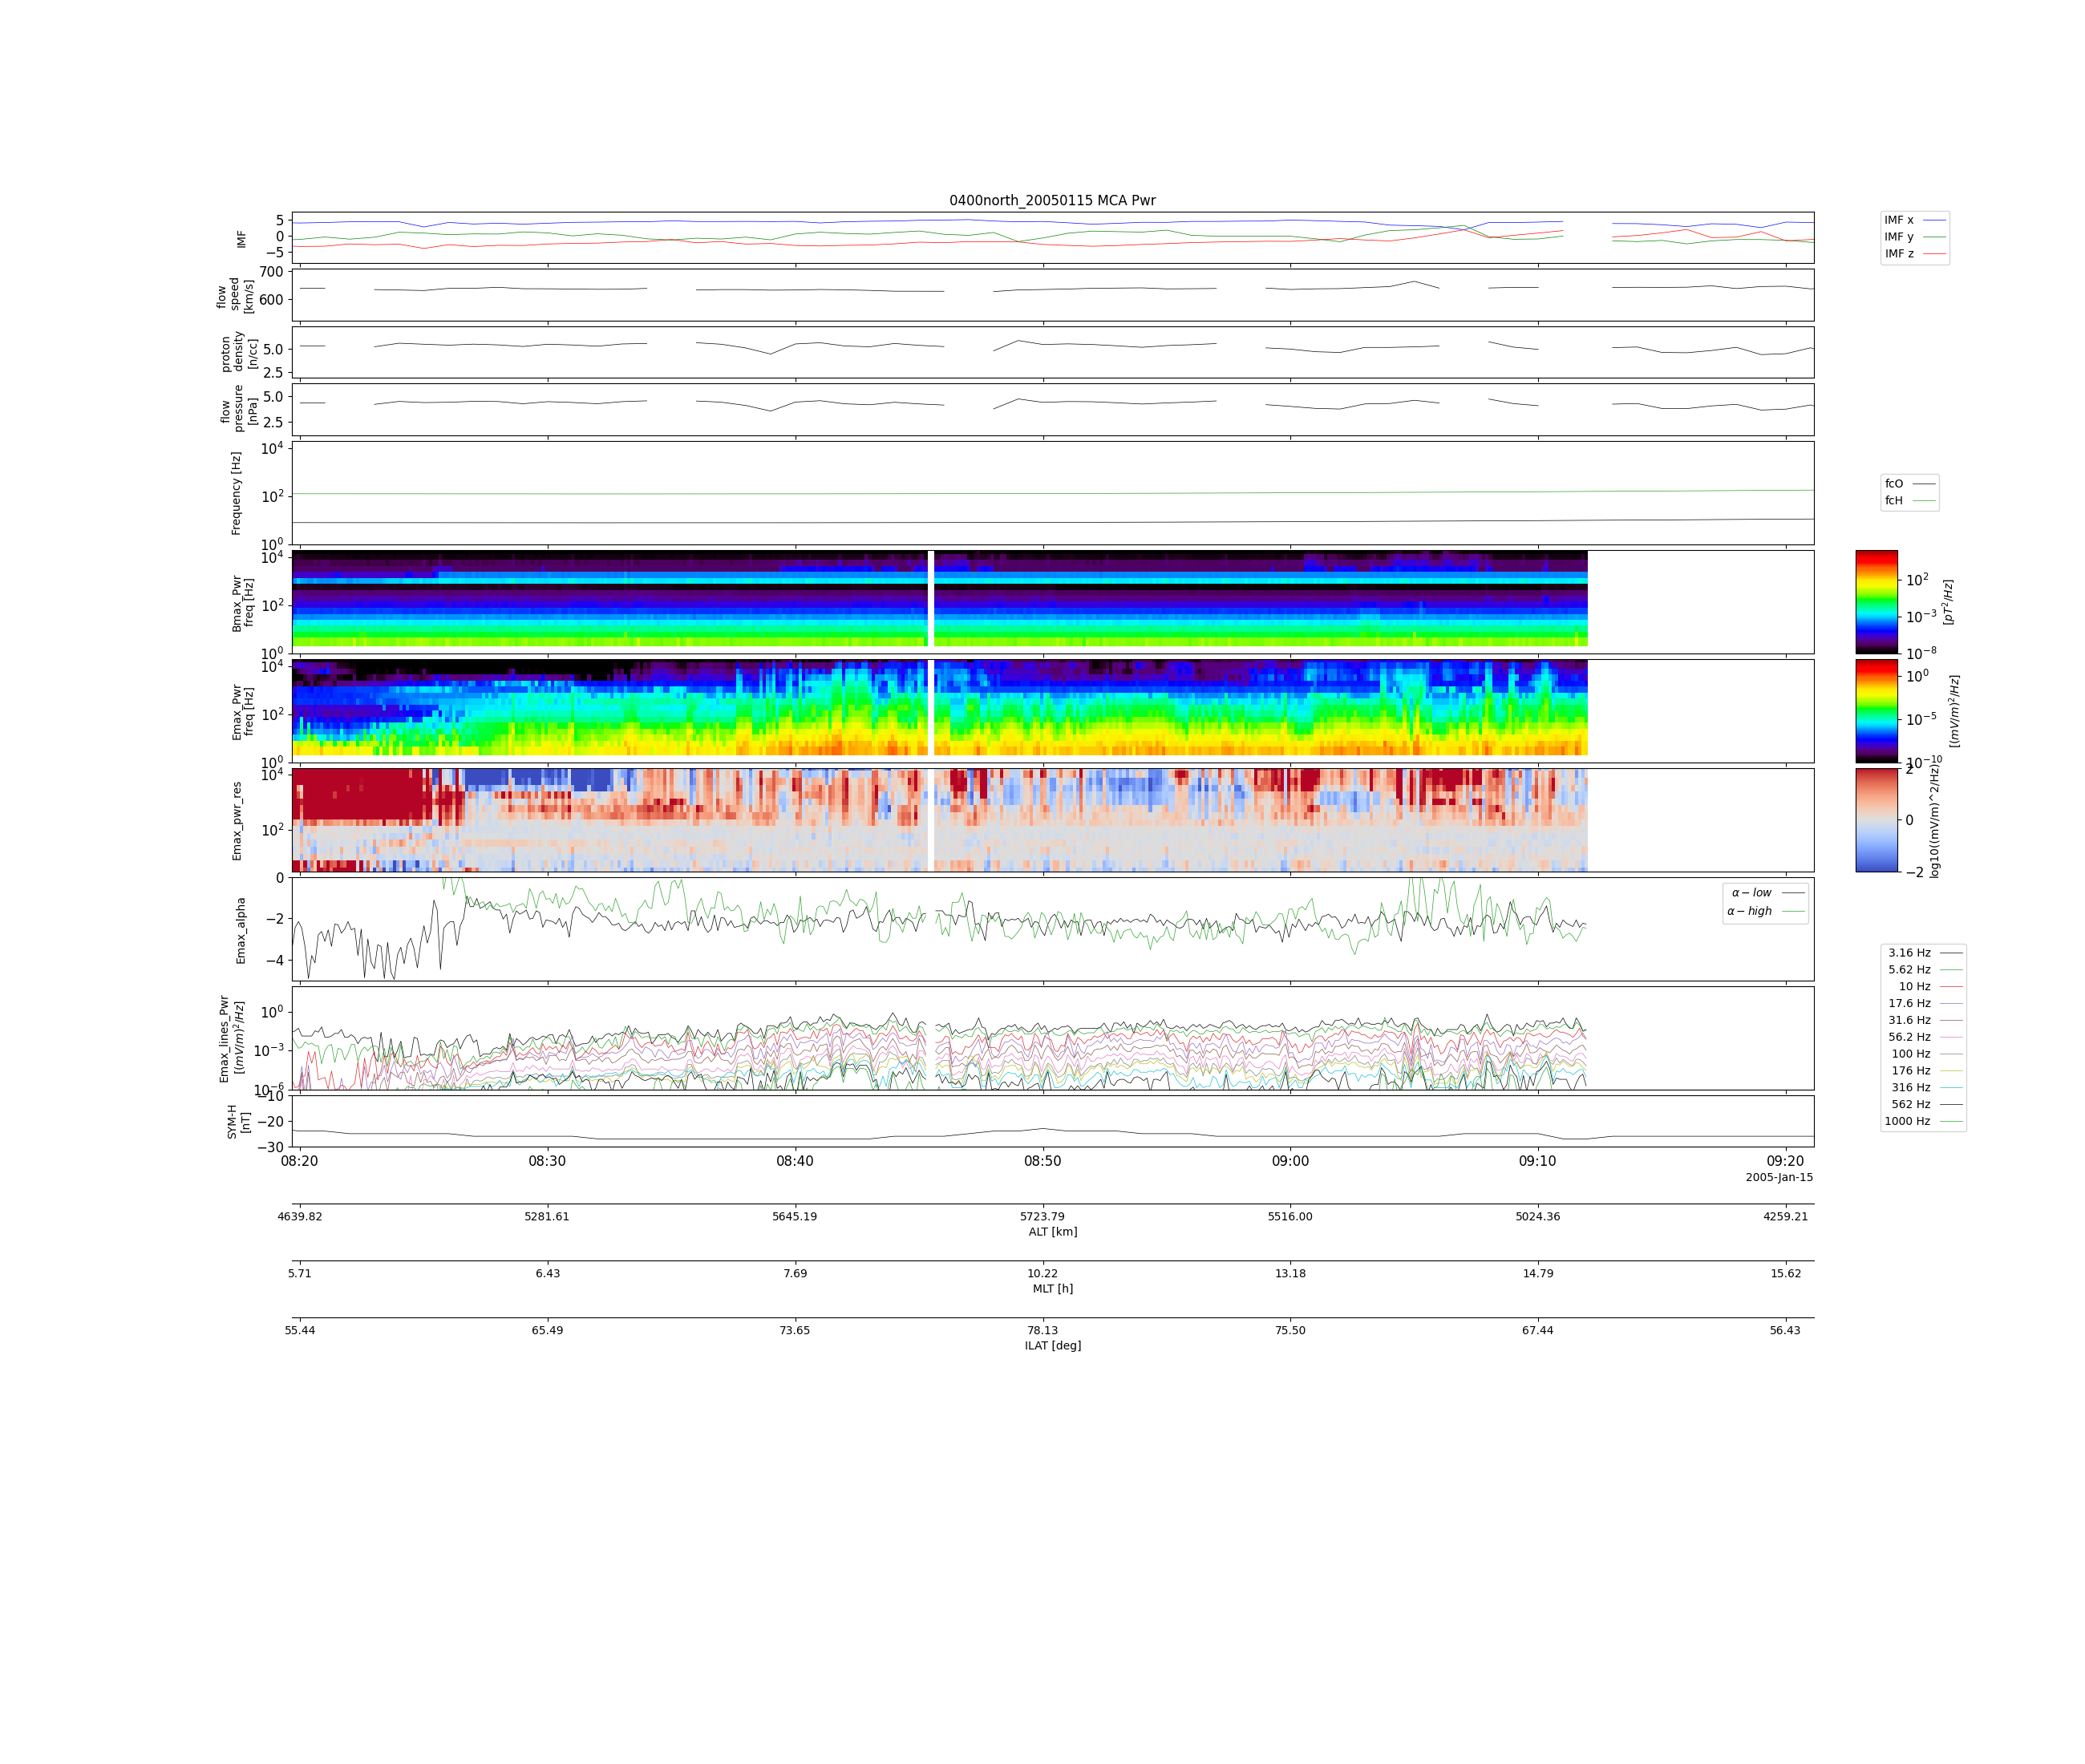 0400north_20050115 MCA Pwr
IMF
5
0
−5
IMF x
IMF y
IMF z
flow
speed
[km/s]
700
600
proton
density
[n/cc]
5.0
2.5
flow
pressure
[nPa]
5.0
2.5
Frequency [Hz]
10^4
10^2
10^0
fcO
fcH
Bmax_Pwr
freq [Hz]
10^4
10^2
10^0
10^2
10^-3
10^-8
[pT^2/Hz]
Emax_Pwr
freq [Hz]
10^4
10^2
10^0
10^0
10^-5
10^-10
[(mV/m)^2/Hz]
Emax_pwr_res
10^4
10^2
2
0
−2
log10((mV/m)^2/Hz)
Emax_alpha
0
−2
−4
α − low
α − high
Emax_lines_Pwr
[(mV/m)^2/Hz]
10^0
10^-3
10^-6
3.16 Hz
5.62 Hz
10 Hz
17.6 Hz
31.6 Hz
56.2 Hz
100 Hz
176 Hz
316 Hz
562 Hz
1000 Hz
SYM-H
[nT]
−10
−20
−30
08:20 08:30 08:40 08:50 09:00 09:10 09:20
2005-Jan-15
4639.82 5281.61 5645.19 5723.79 5516.00 5024.36 4259.21
ALT [km]
5.71 6.43 7.69 10.22 13.18 14.79 15.62
MLT [h]
55.44 65.49 73.65 78.13 75.50 67.44 56.43
ILAT [deg]